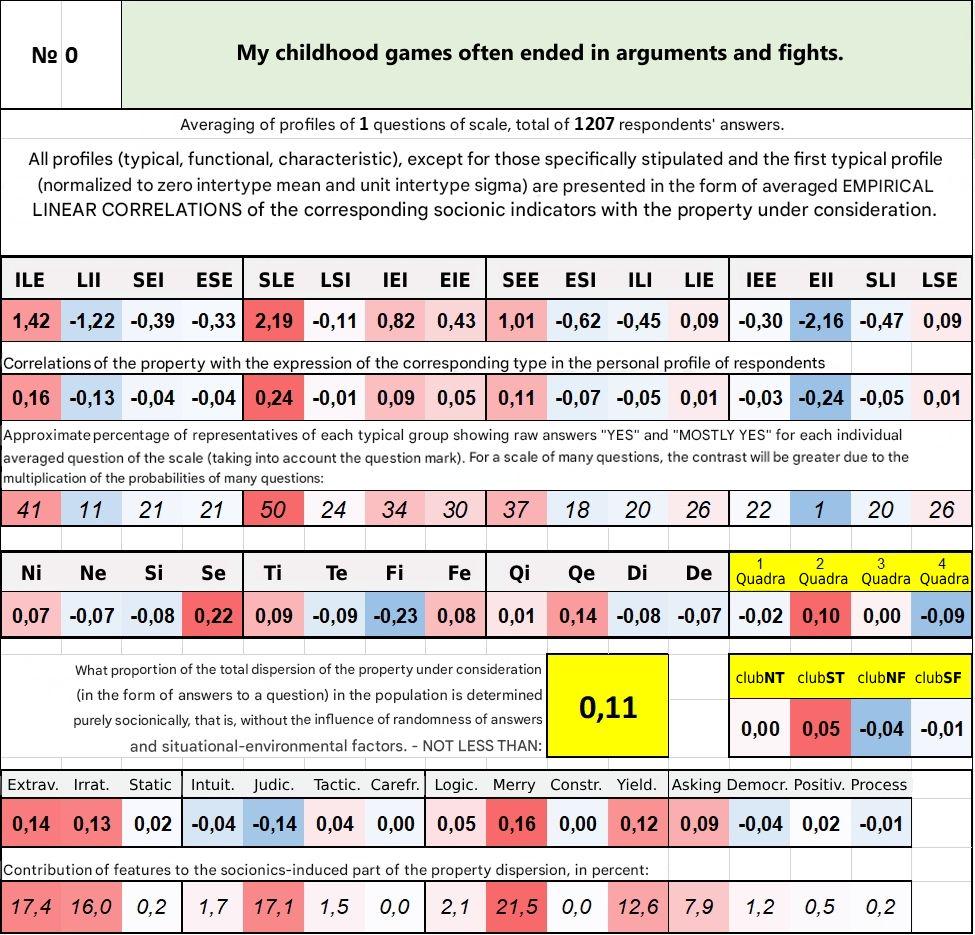 № 0
My childhood games often ended in arguments and fights.
Averaging of profiles of 1 questions of scale, total of 1207 respondents' answers.
All profiles (typical, functional, characteristic), except for those specifically stipulated and the first typical profile
(normalized to zero intertype mean and unit intertype sigma) are presented in the form of averaged EMPIRICAL
LINEAR CORRELATIONS of the corresponding socionic indicators with the property under consideration.
ILE LII SEI ESE SLE LSI IEI EIE SEE ESI ILI LIE IEE EII SLI LSE
1,42 -1,22 -0,39 -0,33 2,19 -0,11 0,82 0,43 1,01 -0,62 -0,45 0,09 -0,30 -2,16 -0,47 0,09
Correlations of the property with the expression of the corresponding type in the personal profile of respondents
0,16 -0,13 -0,04 -0,04 0,24 -0,01 0,09 0,05 0,11 -0,07 -0,05 0,01 -0,03 -0,24 -0,05 0,01
Approximate percentage of representatives of each typical group showing raw answers "YES" and "MOSTLY YES" for each individual
averaged question of the scale (taking into account the question mark). For a scale of many questions, the contrast will be greater due to the
multiplication of the probabilities of many questions:
41 11 21 21 50 24 34 30 37 18 20 26 22 1 20 26
Ni Ne Si Se Ti Te Fi Fe Qi Qe Di De 1 Quadra 2 Quadra 3 Quadra 4 Quadra
0,07 -0,07 -0,08 0,22 0,09 -0,09 -0,23 0,08 0,01 0,14 -0,08 -0,07 -0,02 0,10 0,00 -0,09
What proportion of the total dispersion of the property under consideration
(in the form of answers to a question) in the population is determined
purely socionically, that is, without the influence of randomness of answers
and situational-environmental factors. - NOT LESS THAN:
0,11
clubNT clubST clubNF clubSF
0,00 0,05 -0,04 -0,01
Extrav. Irrat. Static Intuit. Judic. Tactic. Carefr. Logic. Merry Constr. Yield. Asking Democr. Positiv. Process
0,14 0,13 0,02 -0,04 -0,14 0,04 0,00 0,05 0,16 0,00 0,12 0,09 -0,04 0,02 -0,01
Contribution of features to the socionics-induced part of the property dispersion, in percent:
17,4 16,0 0,2 1,7 17,1 1,5 0,0 2,1 21,5 0,0 12,6 7,9 1,2 0,5 0,2